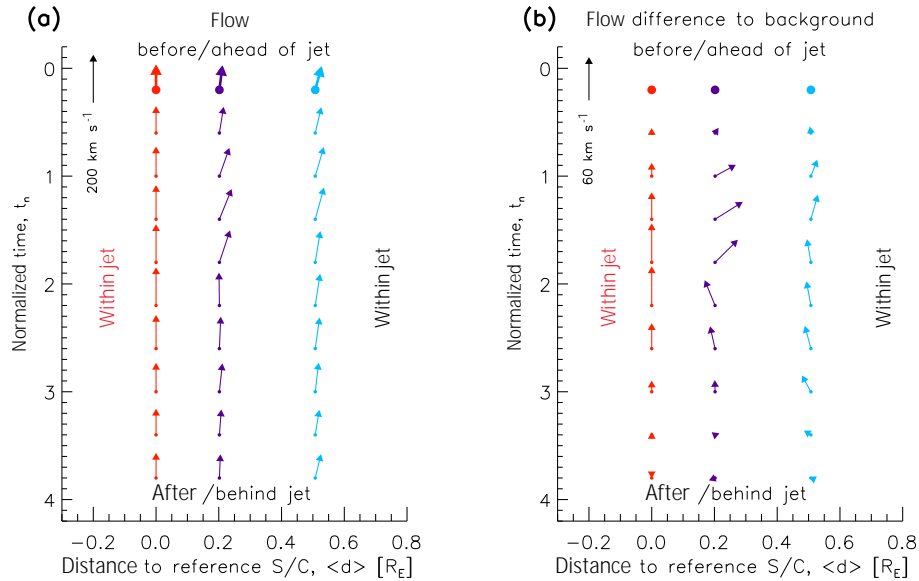 (a)
Flow
before/ahead of jet
200 km s⁻¹
Normalized time, tₙ
0
1
2
3
4
Within jet
Within jet
After /behind jet
−0.2 0.0 0.2 0.4 0.6 0.8
Distance to reference S/C, <d> [R_E]
(b)
Flow difference to background
before/ahead of jet
60 km s⁻¹
Normalized time, tₙ
0
1
2
3
4
Within jet
Within jet
After /behind jet
−0.2 0.0 0.2 0.4 0.6 0.8
Distance to reference S/C, <d> [R_E]